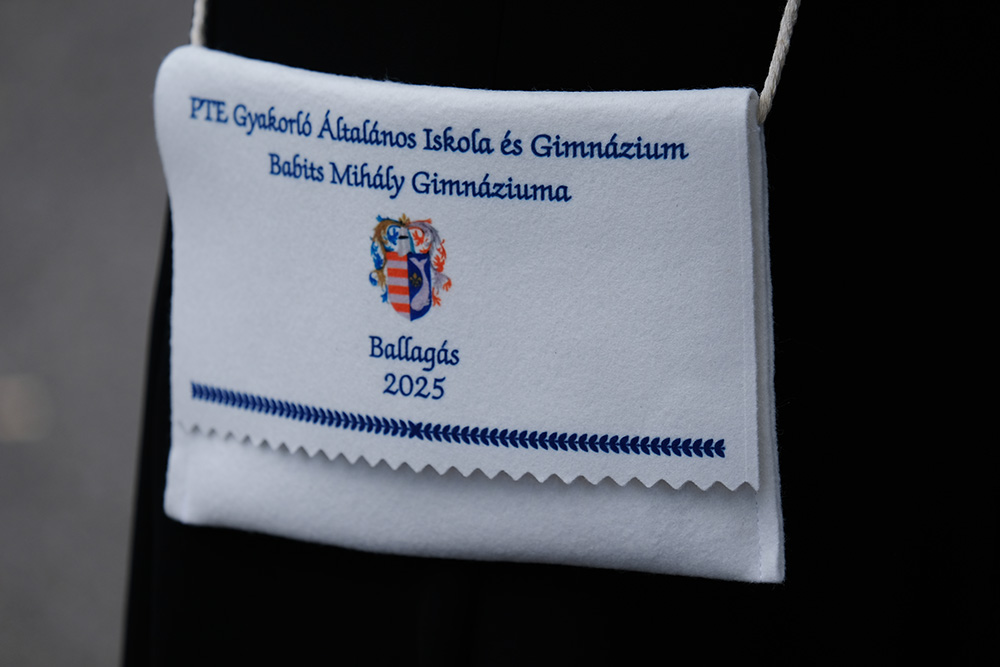 PTE Gyakorló Általános Iskola és Gimnázium
Babits Mihály Gimnáziuma
Ballagás
2025